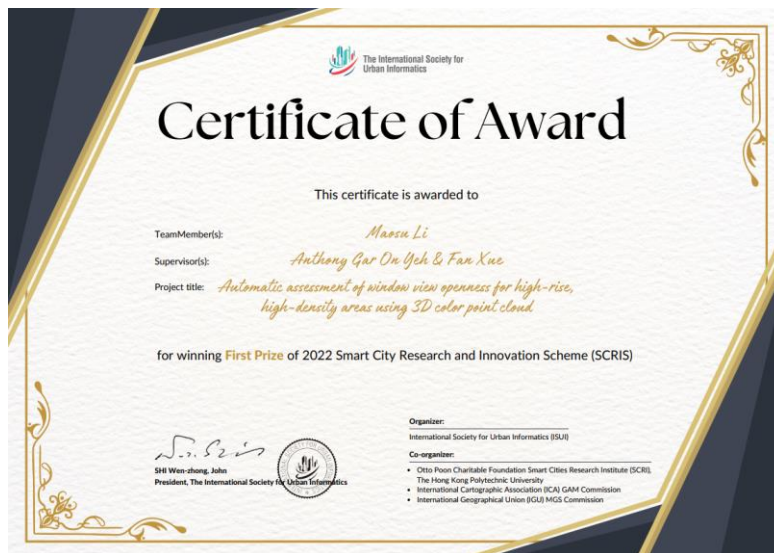 The International Society for
Urban Informatics
Certificate of Award
This certificate is awarded to
TeamMember(s):
Maosu Li
Supervisor(s):
Anthony Gar On Yeh & Fan Xue
Project title:
Automatic assessment of window view openness for high-rise,
high-density areas using 3D color point cloud
for winning First Prize of 2022 Smart City Research and Innovation Scheme (SCRIS)
SHI Wen-zhong, John
President, The International Society for Urban Informatics
Organizer:
International Society for Urban Informatics (ISUI)
Co-organizer:
• Otto Poon Charitable Foundation Smart Cities Research Institute (SCRI),
The Hong Kong Polytechnic University
• International Cartographic Association (ICA) GAM Commission
• International Geographical Union (IGU) MGS Commission